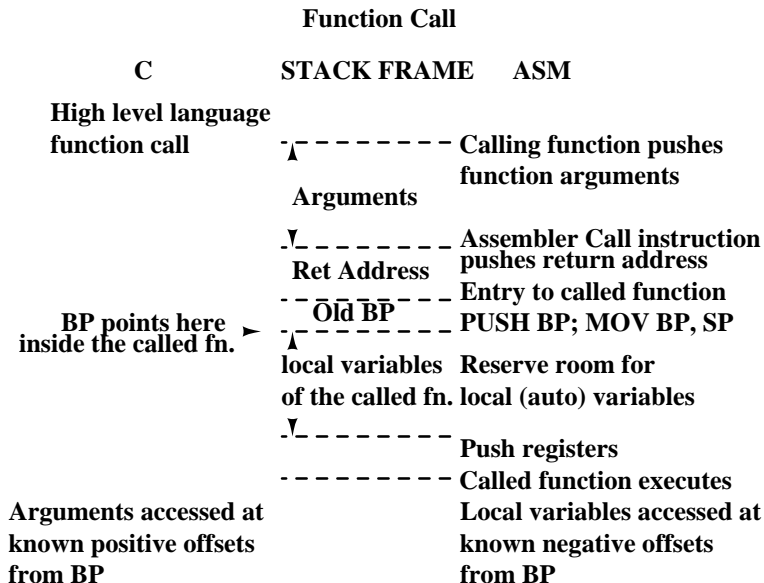 Function Call
C STACK FRAME ASM
High level language
function call
Calling function pushes
function arguments
Arguments
Assembler Call instruction
pushes return address
Ret Address
Entry to called function
Old BP
PUSH BP; MOV BP, SP
BP points here
inside the called fn.
local variables
of the called fn.
Reserve room for
local (auto) variables
Push registers
Called function executes
Arguments accessed at
known positive offsets
from BP
Local variables accessed at
known negative offsets
from BP